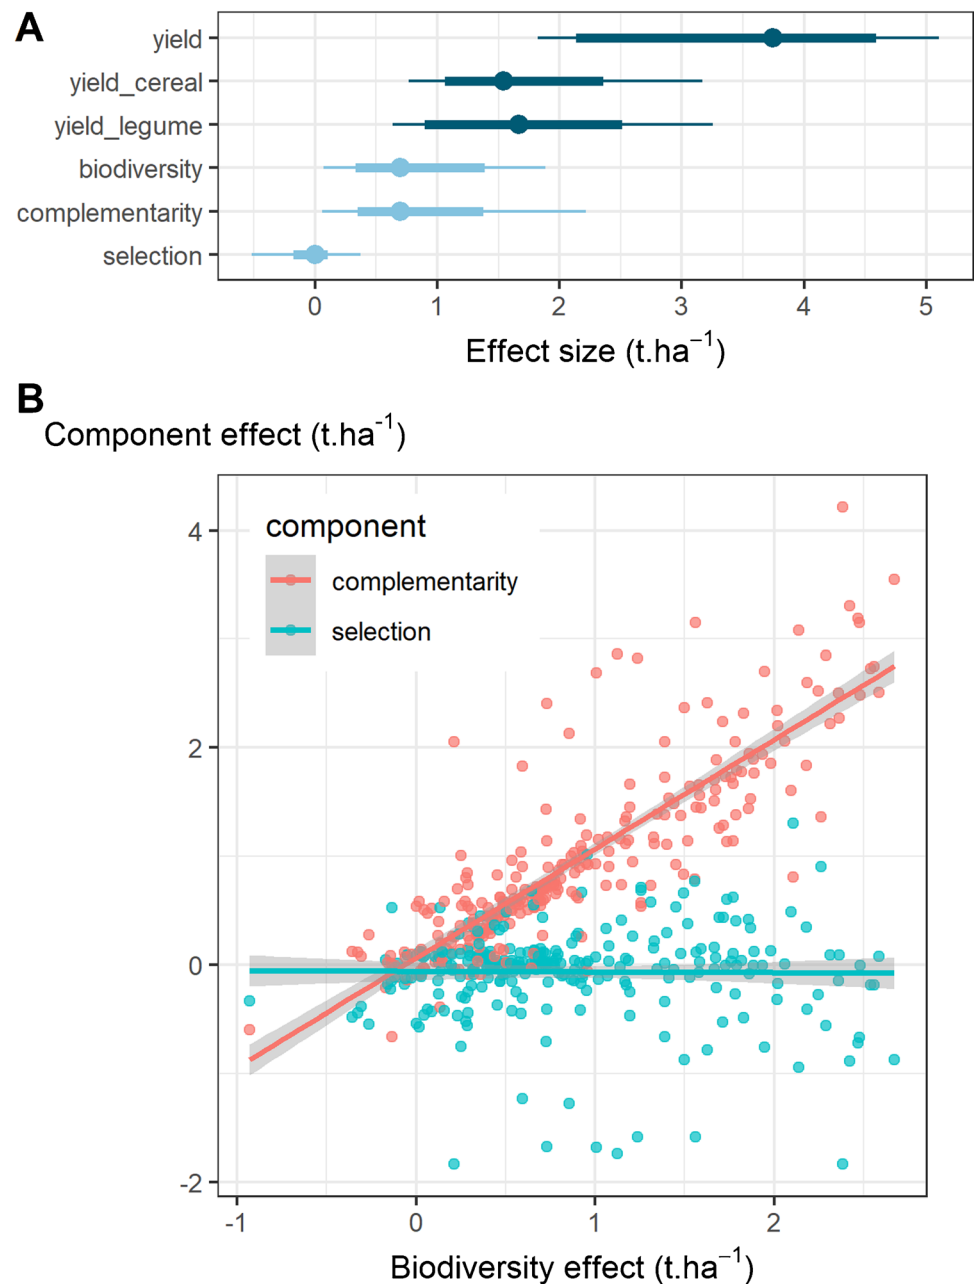 A
yield
yield_cereal
yield_legume
biodiversity
complementarity
selection
0 1 2 3 4 5
Effect size (t.ha⁻¹)
B
Component effect (t.ha⁻¹)
component
complementarity
selection
4
2
0
-2
-1 0 1 2
Biodiversity effect (t.ha⁻¹)